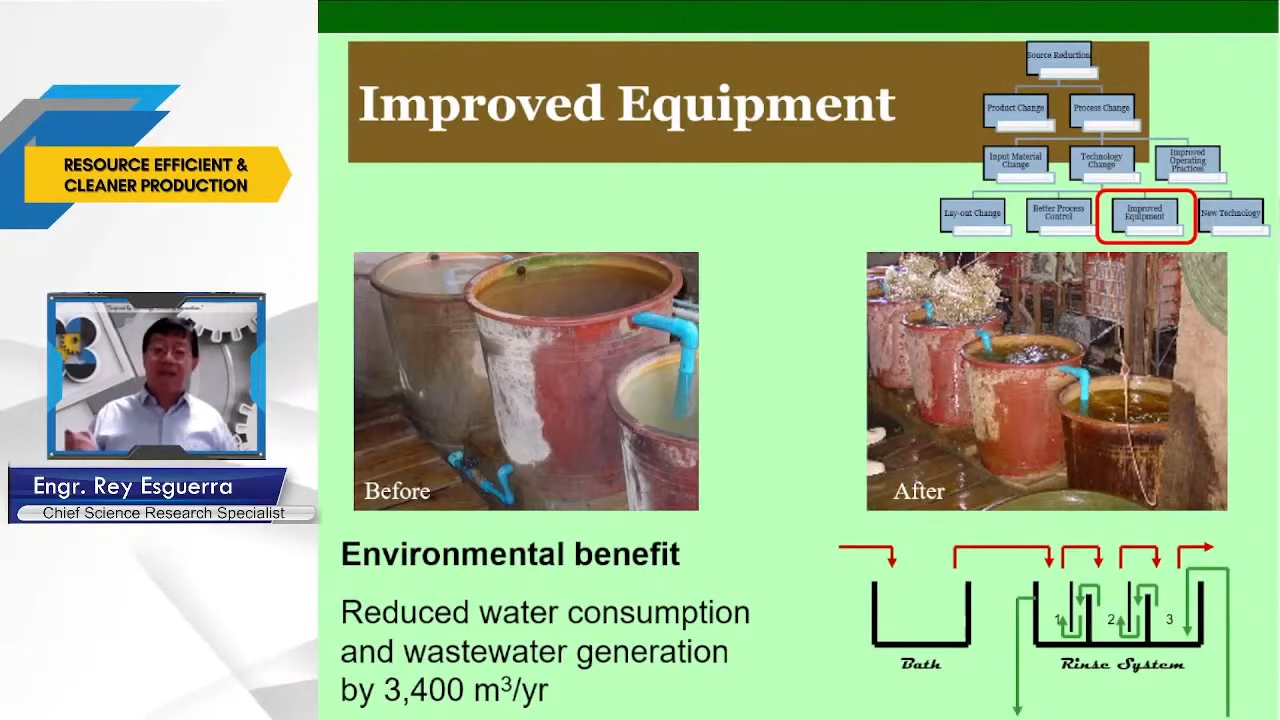 RESOURCE EFFICIENT &
CLEANER PRODUCTION
Engr. Rey Esguerra
Chief Science Research Specialist
Improved Equipment
Source Reduction
Product Change
Process Change
Input Material
Change
Technology
Change
Improved
Operating
Practices
Lay-out Change
Better Process
Control
Improved
Equipment
New Technology
Before
After
Environmental benefit
Reduced water consumption
and wastewater generation
by 3,400 m³/yr
1
2
3
Bath
Rinse System